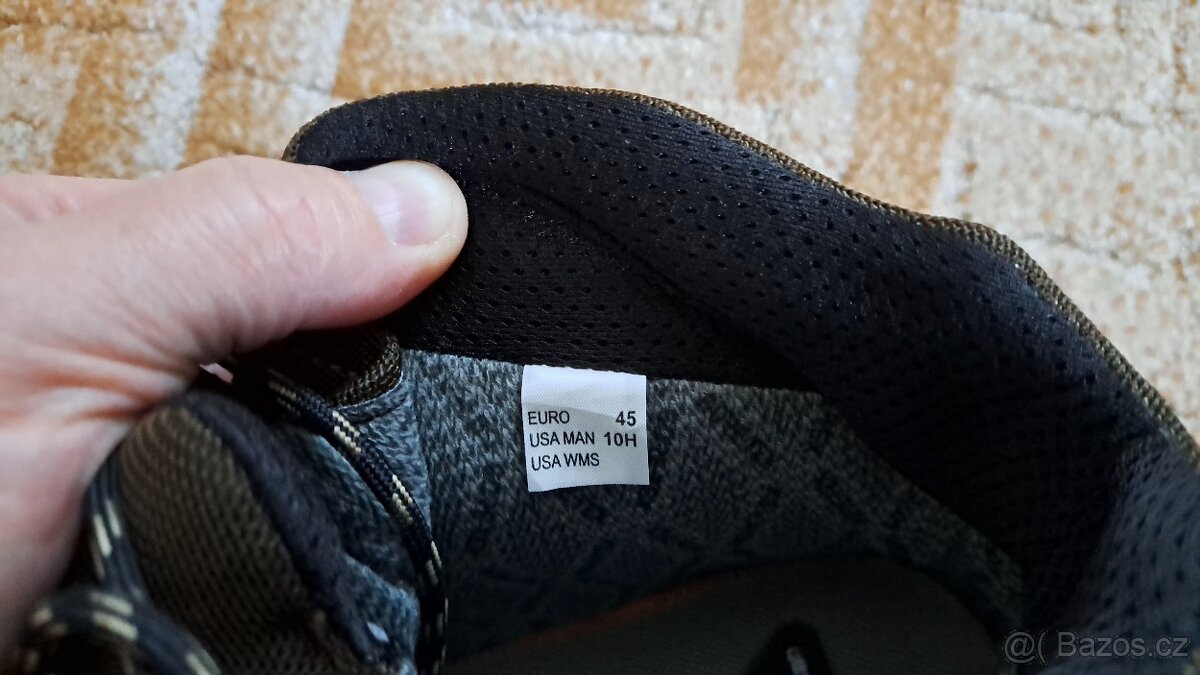 EURO 45
USA MAN 10H
USA WMS
@( Bazos.cz